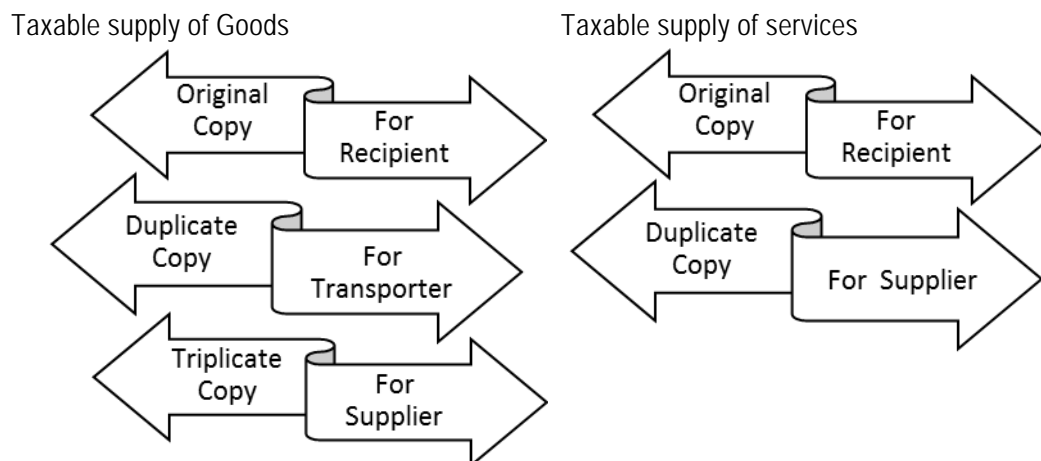 Taxable supply of Goods
Original
Copy
For
Recipient
Duplicate
Copy
For
Transporter
Triplicate
Copy
For
Supplier
Taxable supply of services
Original
Copy
For
Recipient
Duplicate
Copy
For Supplier